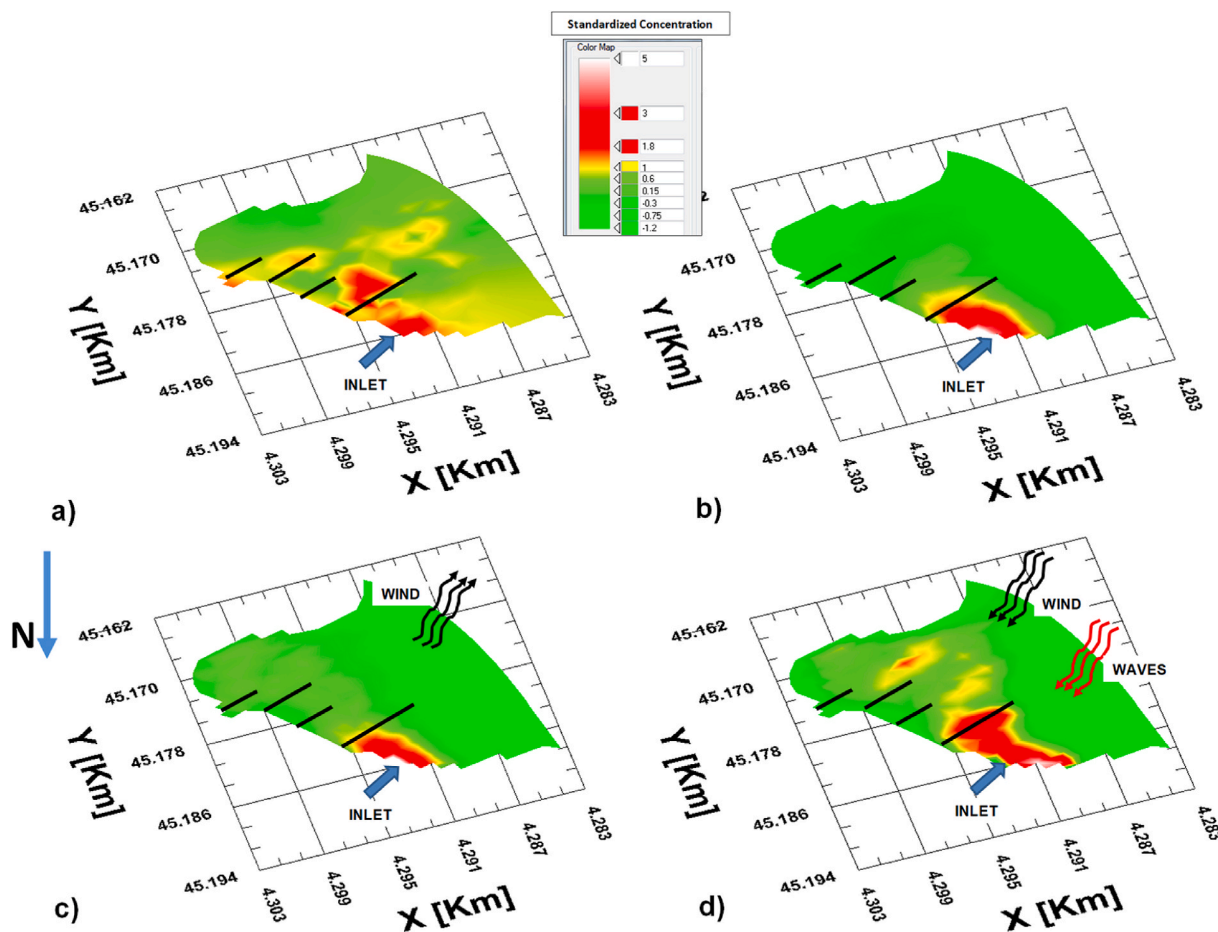 Standardized Concentration
Color Map
5
3
1.8
1
0.6
0.15
-0.3
-0.75
-1.2
45.162
45.170
45.178
45.186
45.194
Y [Km]
4.303
4.299
4.295
4.291
4.287
4.283
X [Km]
INLET
a)
2
45.170
45.178
45.186
45.194
Y [Km]
4.303
4.299
4.295
4.291
4.287
4.283
X [Km]
INLET
b)
N
WIND
45.162
45.170
45.178
45.186
45.194
Y [Km]
4.303
4.299
4.295
4.291
4.287
4.283
X [Km]
INLET
c)
WIND
WAVES
45.162
45.170
45.178
45.186
45.194
Y [Km]
4.303
4.299
4.295
4.291
4.287
4.283
X [Km]
INLET
d)